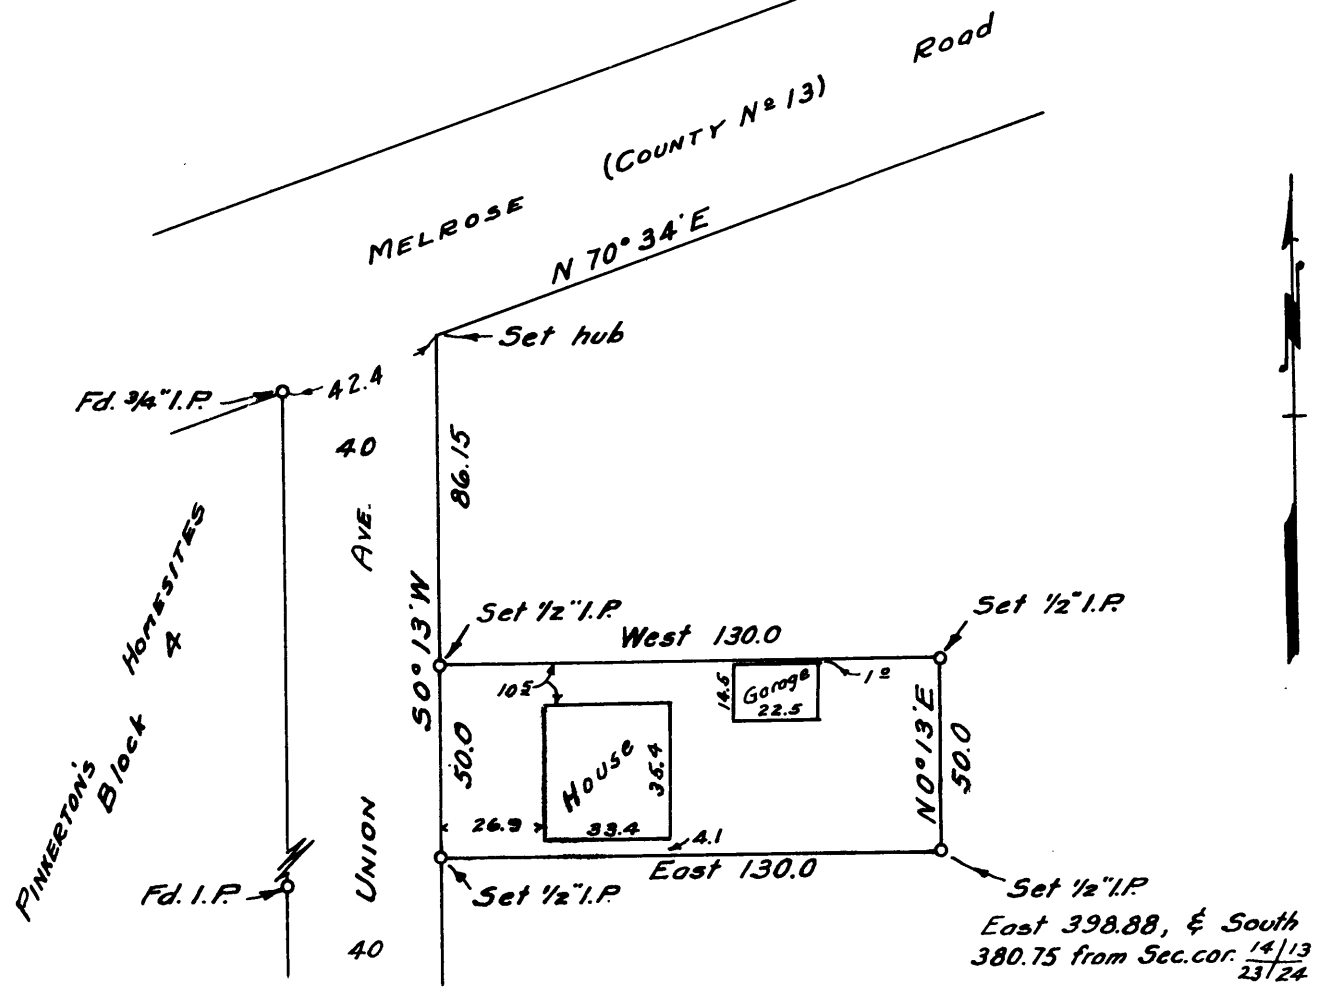 Road
(COUNTY Nº 13)
MELROSE
N 70° 34' E
Set hub
42.4
Fd. 3/4" I.P.
40
86.15
AVE.
PINKERTON'S HOMESITES
Block 4
S 0° 13' W
Set 1/2" I.P.
West 130.0
Set 1/2" I.P.
10 5
14.5
Garage
22.5
1 0
House
35.4
33.4
26.9
4.1
50.0
N 0° 13' E
50.0
UNION
East 130.0
Fd. I.P.
Set 1/2" I.P.
Set 1/2" I.P.
40
East 398.88, & South
380.75 from Sec. cor. 14/13
23/24
N